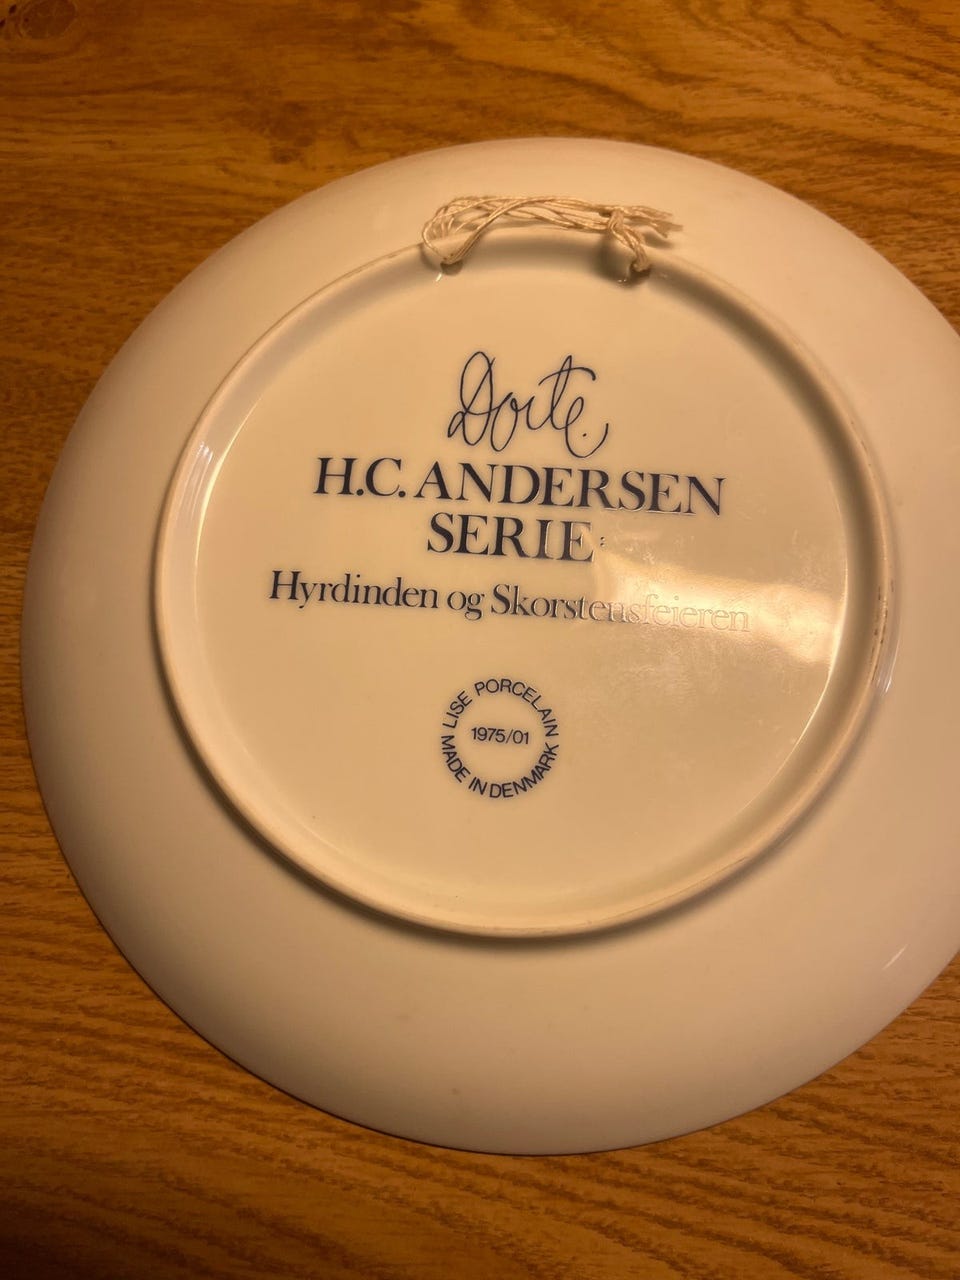 Dorte.
H.C. ANDERSEN
SERIE:
Hyrdinden og Skorstensfeieren
LISE PORCELAIN
1975/01
MADE IN DENMARK